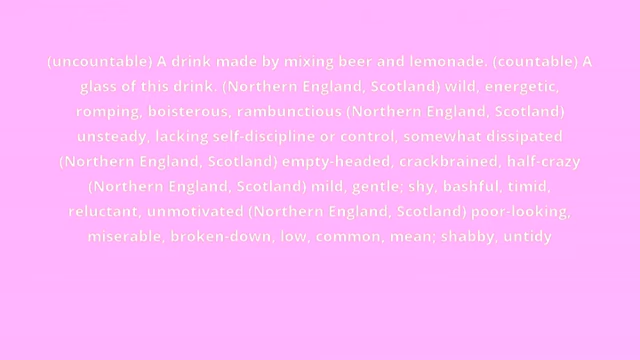 (uncountable) A drink made by mixing beer and lemonade. (countable) A
glass of this drink. (Northern England, Scotland) wild, energetic,
romping, boisterous, rambunctious (Northern England, Scotland)
unsteady, lacking self-discipline or control, somewhat dissipated
(Northern England, Scotland) empty-headed, crackbrained, half-crazy
(Northern England, Scotland) mild, gentle; shy, bashful, timid,
reluctant, unmotivated (Northern England, Scotland) poor-looking,
miserable, broken-down, low, common, mean; shabby, untidy